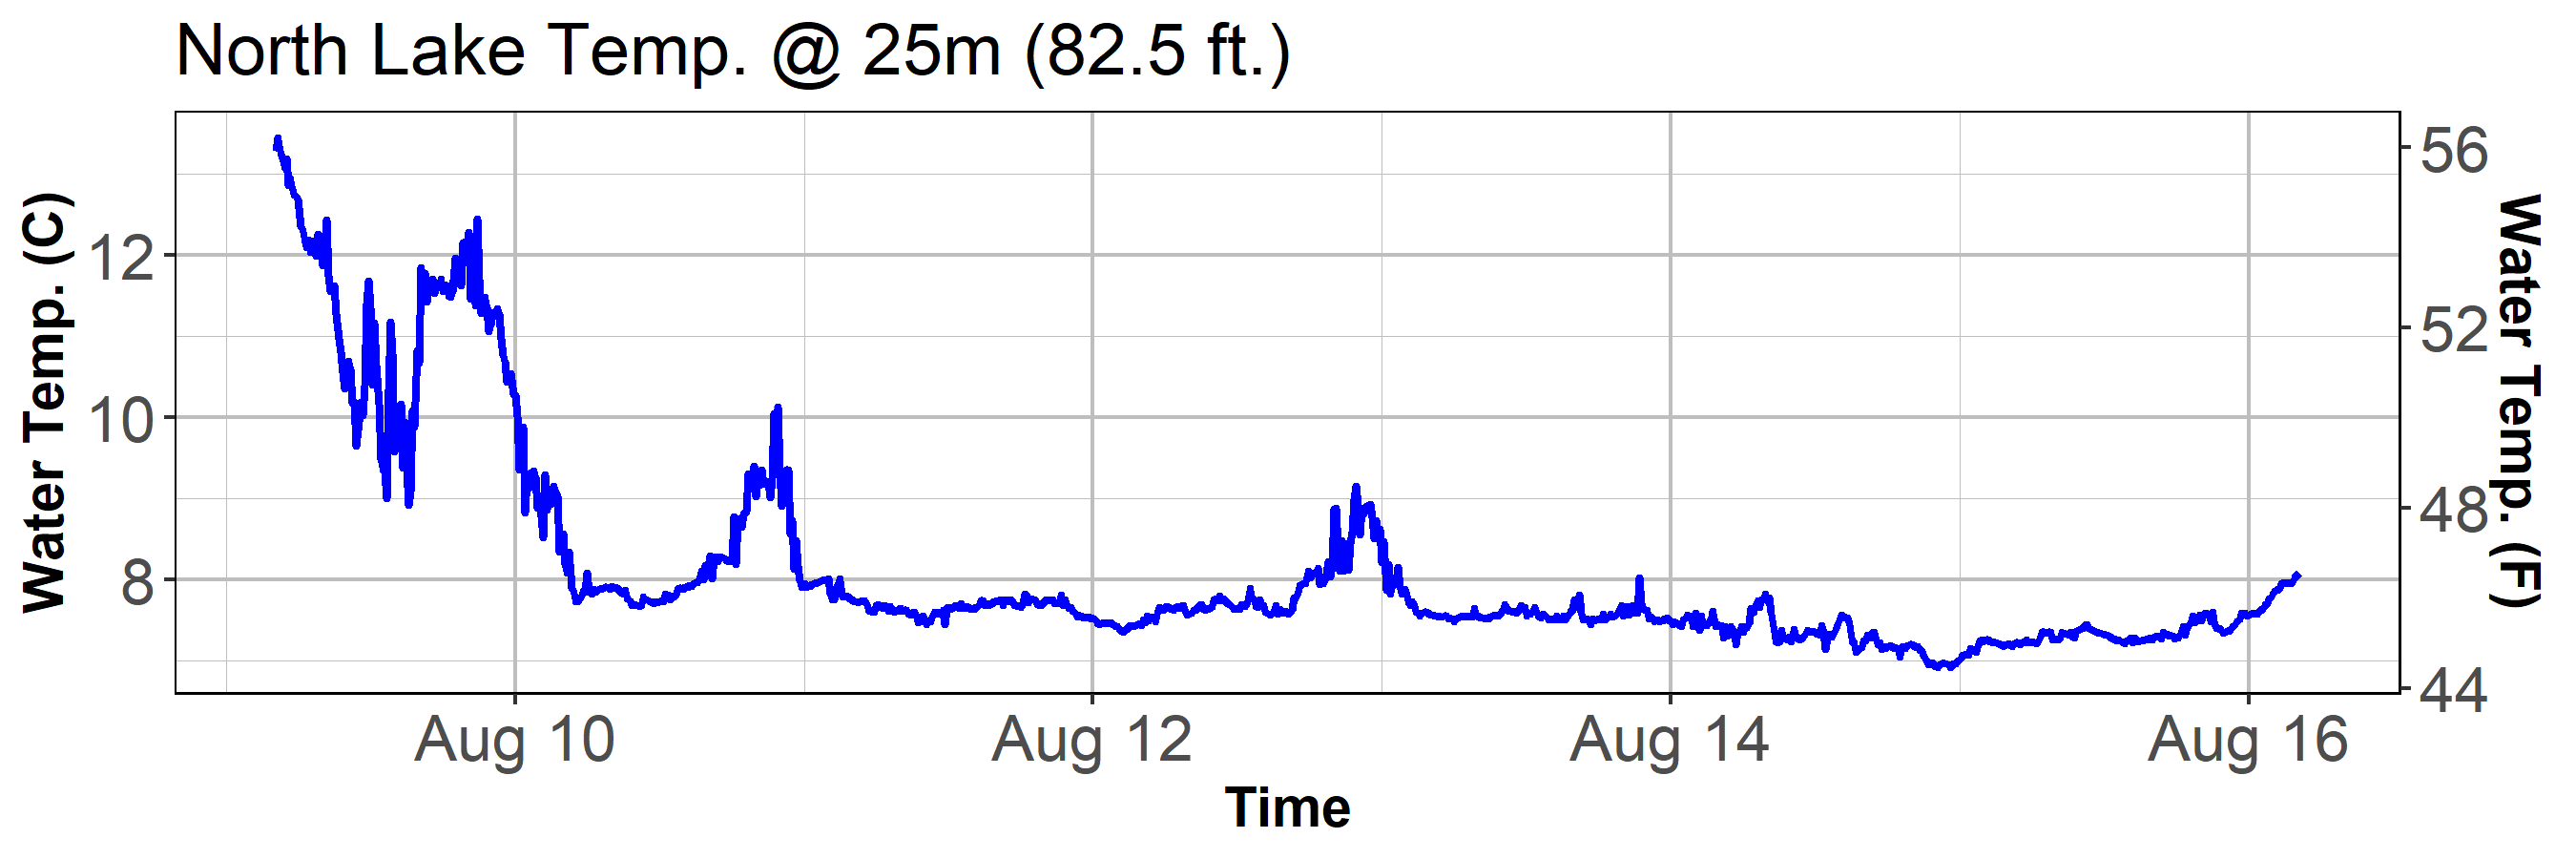 North Lake Temp. @ 25m (82.5 ft.)
Water Temp. (C)
12
10
8
56
52
48
44
Water Temp. (F)
Aug 10 Aug 12 Aug 14 Aug 16
Time